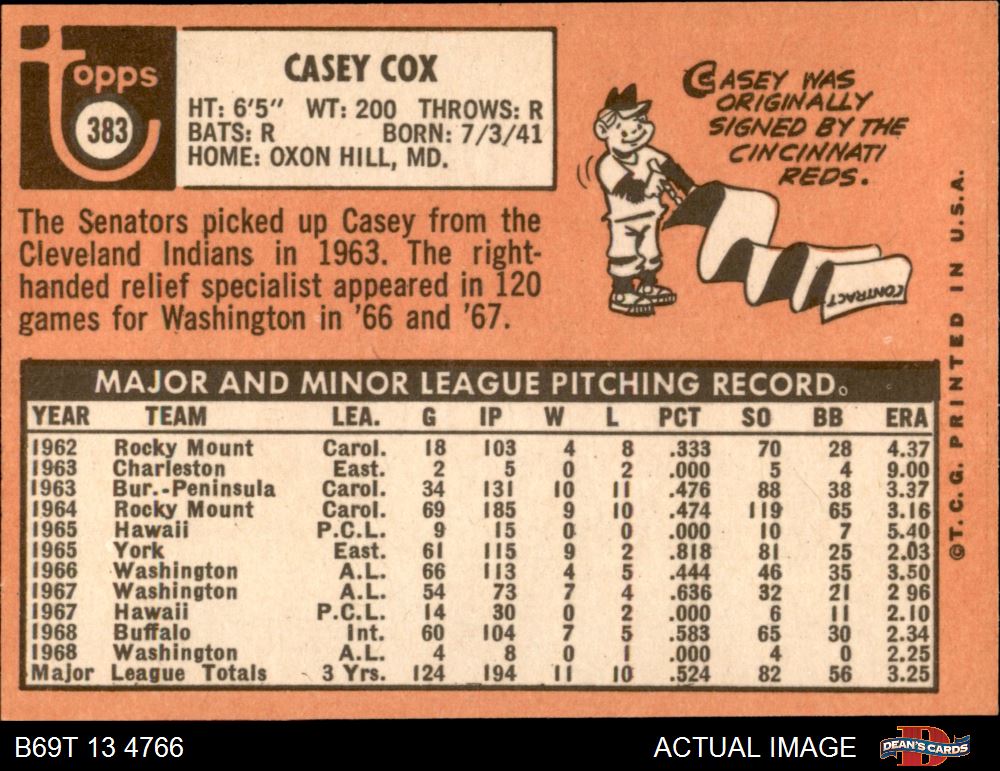 Topps
383
CASEY COX
HT: 6'5" WT: 200 THROWS: R
BATS: R BORN: 7/3/41
HOME: OXON HILL, MD.
CASEY WAS
ORIGINALLY
SIGNED BY THE
CINCINNATI
REDS.
CONTRACT
The Senators picked up Casey from the
Cleveland Indians in 1963. The right-
handed relief specialist appeared in 120
games for Washington in '66 and '67.
MAJOR AND MINOR LEAGUE PITCHING RECORD.
YEAR TEAM LEA. G IP W L PCT SO BB ERA
1962 Rocky Mount Carol. 18 103 4 8 .333 70 28 4.37
1963 Charleston East. 2 5 0 2 .000 5 4 9.00
1963 Bur.-Peninsula Carol. 34 131 10 11 .476 88 38 3.37
1964 Rocky Mount Carol. 69 185 9 10 .474 119 65 3.16
1965 Hawaii P.C.L. 9 15 0 0 .000 10 7 5.40
1965 York East. 61 115 9 2 .818 81 25 2.03
1966 Washington A.L. 66 113 4 5 .444 46 35 3.50
1967 Washington A.L. 54 73 7 4 .636 32 21 2 96
1967 Hawaii P.C.L. 14 30 0 2 .000 6 11 2.10
1968 Buffalo Int. 60 104 7 5 .583 65 30 2.34
1968 Washington A.L. 4 8 0 1 .000 4 0 2.25
Major League Totals 3 Yrs. 124 194 11 10 .524 82 56 3.25
© T. C. G. PRINTED IN U.S.A.
B69T 13 4766
ACTUAL IMAGE
D
DEAN'S CARDS